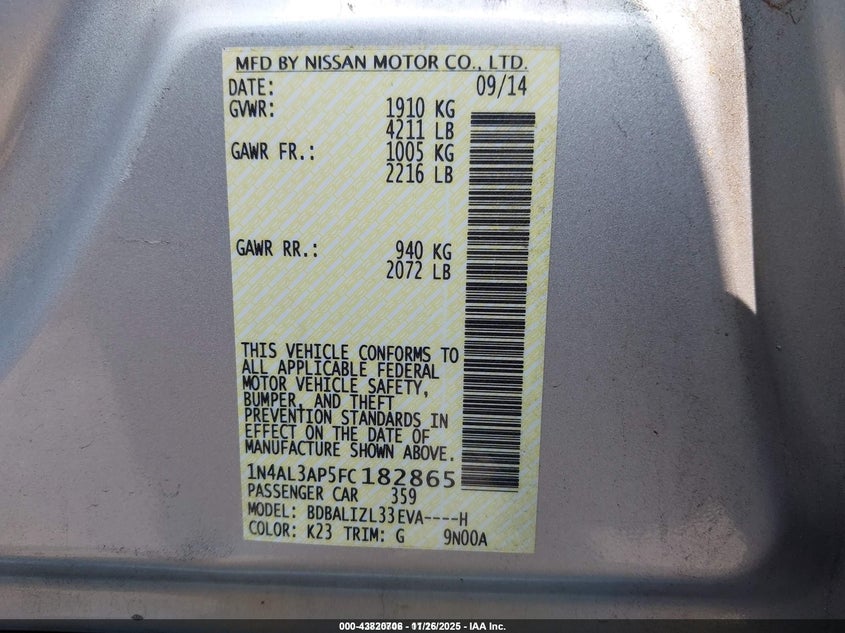 MFD BY NISSAN MOTOR CO., LTD.
DATE: 09/14
GVWR: 1910 KG
4211 LB
GAWR FR.: 1005 KG
2216 LB
GAWR RR.: 940 KG
2072 LB
THIS VEHICLE CONFORMS TO
ALL APPLICABLE FEDERAL
MOTOR VEHICLE SAFETY,
BUMPER, AND THEFT
PREVENTION STANDARDS IN
EFFECT ON THE DATE OF
MANUFACTURE SHOWN ABOVE.
1N4AL3AP5FC182865
PASSENGER CAR 359
MODEL: BDBALIZL33EVA----H
COLOR: K23 TRIM: G 9N00A
- IAA Inc.